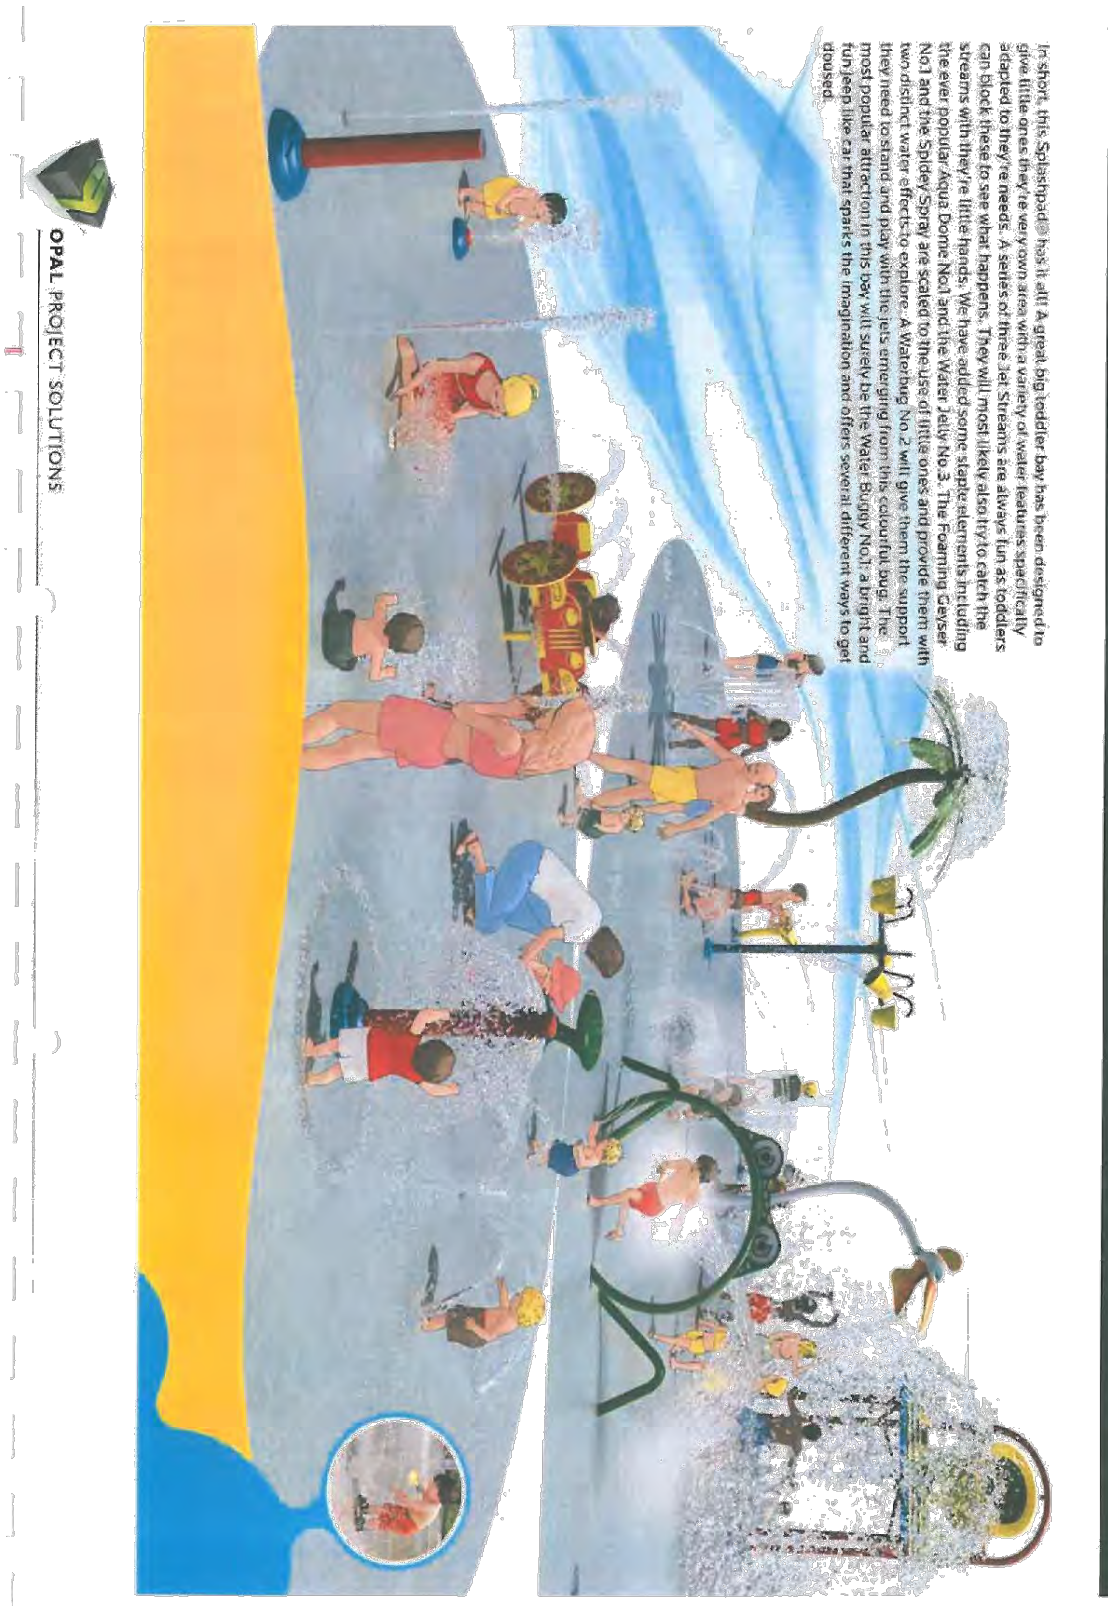 In short, this Splashpad® has it all! A great big toddler bay has been designed to
give little ones they're very own area with a variety of water features specifically
adapted to they're needs. A series of three Jet Streams are always fun as toddlers
can block these to see what happens. They will most likely also try to catch the
streams with they're little hands. We have added some staple elements including
the ever popular Aqua Dome No.1 and the Water Jelly No.3. The Foaming Geyser
No.1 and the Spidey Spray are scaled to the use of little ones and provide them with
two distinct water effects to explore. A Waterbug No.2 will give them the support
they need to stand and play with the jets emerging from this colourful bug. The
most popular attraction in this bay will surely be the Water Buggy No.1: a bright and
fun jeep like car that sparks the imagination and offers several different ways to get
doused.
OPAL PROJECT SOLUTIONS